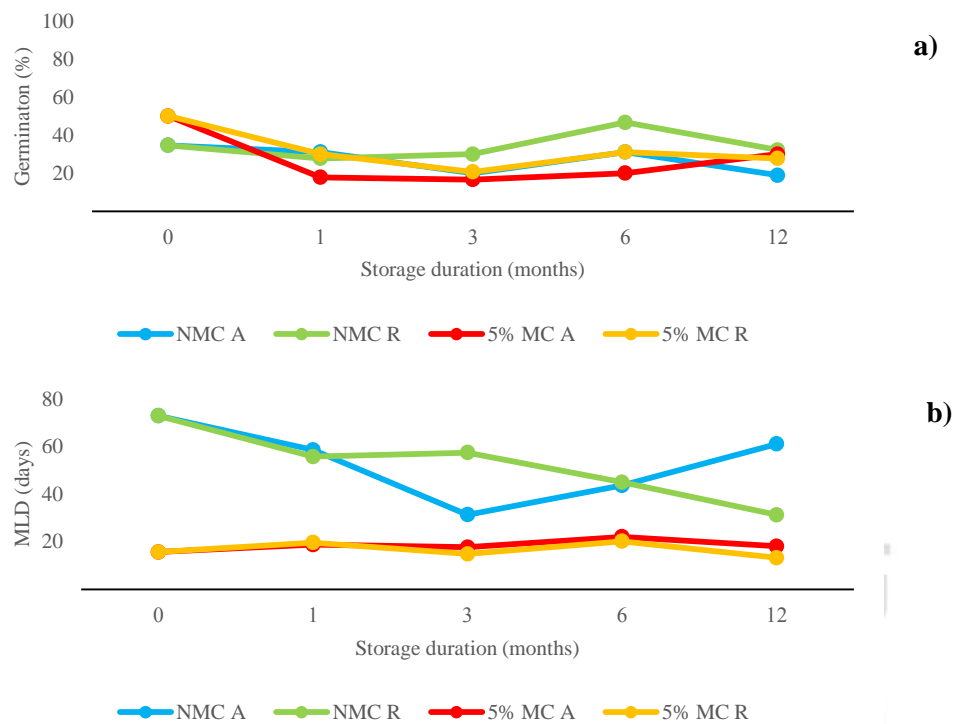 100
a)
80
60
40
20
Germinaton (%)
0 1 3 6 12
Storage duration (months)
NMC A NMC R 5% MC A 5% MC R
80
b)
60
40
20
MLD (days)
0 1 3 6 12
Storage duration (months)
NMC A NMC R 5% MC A 5% MC R